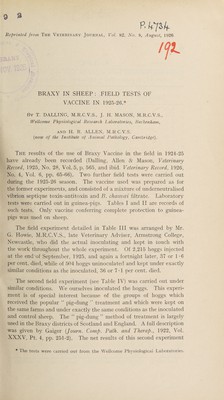 P.4734
Reprinted from THE VETERINARY JOURNAL, Vol. 82, No. 8, August, 1926.
192
BRAXY IN SHEEP: FIELD TESTS OF
VACCINE IN 1925-26.*
BY T. DALLING, M.R.C.V.S., J. H. MASON, M.R.C.V.S.,
Wellcome Physiological Research Laboratories, Beckenham,
AND H. R. ALLEN, M.R.C.V.S.
(now of the Institute of Animal Pathology, Cambridge).
THE results of the use of Braxy Vaccine in the field in 1924-25
have already been recorded (Dalling, Allen & Mason, Veterinary
Record, 1925, No. 28, Vol. 5, p. 565, and ibid. Veterinary Record, 1926,
No. 4, Vol. 6, pp. 65-66). Two further field tests were carried out
during the 1925-26 season. The vaccine used was prepared as for
the former experiments, and consisted of a mixture of underneutralised
vibrion septique toxin-antitoxin and B. chauvœi filtrate. Laboratory
tests were carried out in guinea-pigs. Tables I and II are records of
such tests. Only vaccine conferring complete protection to guinea-
pigs was used on sheep.
The field experiment detailed in Table III was arranged by Mr.
G. Howie, M.R.C.V.S., late Veterinary Adviser, Armstrong College,
Newcastle, who did the actual inoculating and kept in touch with
the work throughout the whole experiment. Of 2,235 hoggs injected
at the end of September, 1925, and again a fortnight later, 37 or 1·6
per cent. died, while of 504 hoggs uninoculated and kept under exactly
similar conditions as the inoculated, 36 or 7·1 per cent. died.
The second field experiment (see Table IV) was carried out under
similar conditions. We ourselves inoculated the hoggs. This experi-
ment is of special interest because of the groups of hoggs which
received the popular "pig-dung" treatment and which were kept on
the same farms and under exactly the same conditions as the inoculated
and control sheep. The "pig-dung" method of treatment is largely
used in the Braxy districts of Scotland and England. A full description
was given by Gaiger (Journ. Comp. Path. and Therap., 1922, Vol.
XXXV. Pt. 4, pp. 251-2). The net results of this second experiment
* The tests were carried out from the Wellcome Physiological Laboratories.